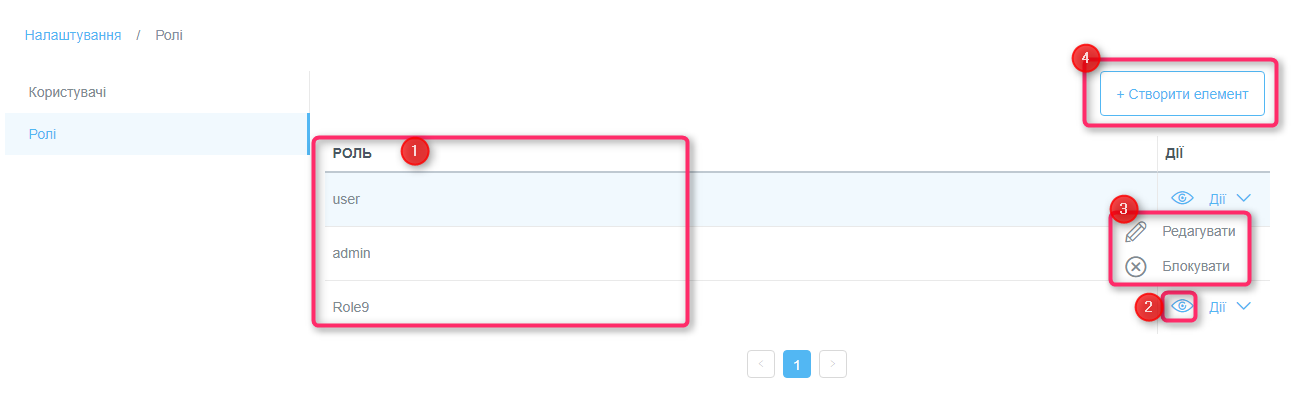 Налаштування / Ролі
4
+ Створити елемент
Користувачі
Ролі
РОЛЬ
1
ДІЇ
user
Дії
3
Редагувати
admin
Блокувати
Role9
2
Дії
< 1 >